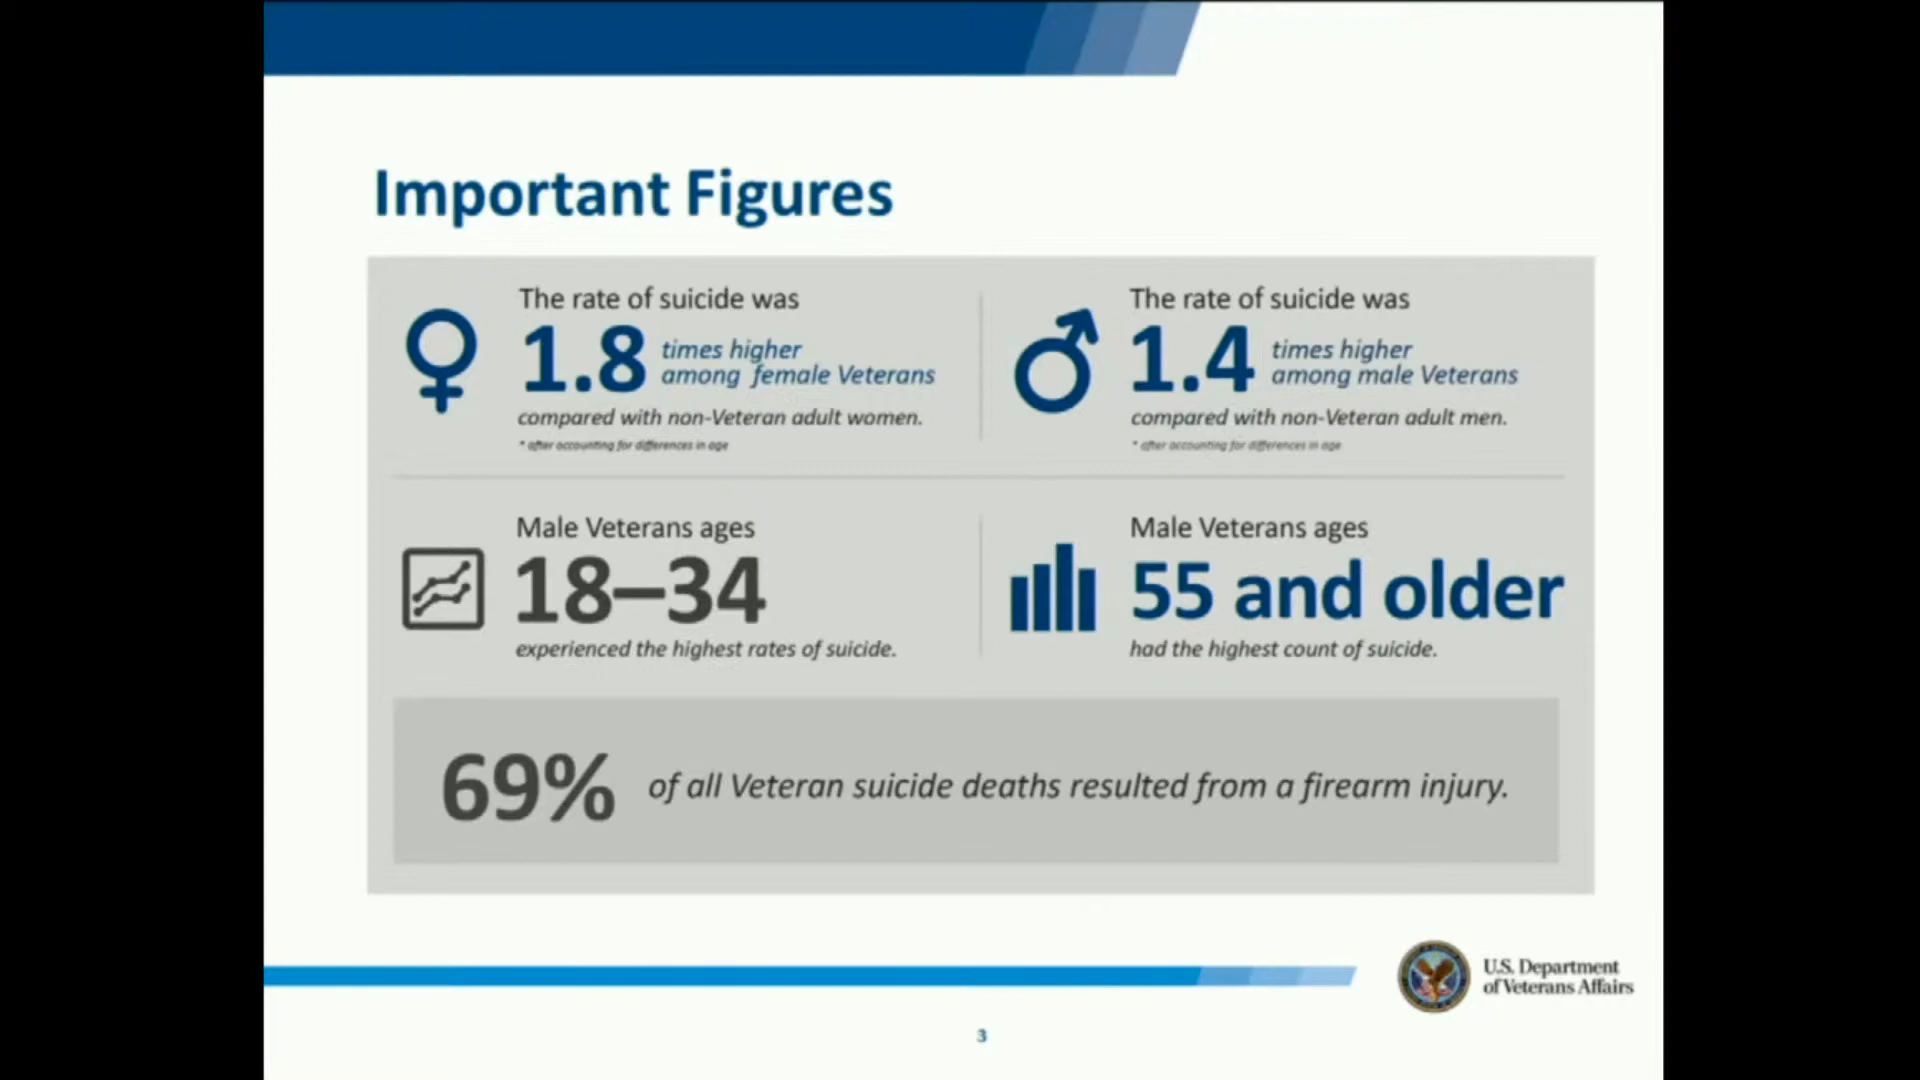 Important Figures
The rate of suicide was
1.8 times higher
among female Veterans
compared with non-Veteran adult women.
* after accounting for differences in age
The rate of suicide was
1.4 times higher
among male Veterans
compared with non-Veteran adult men.
* after accounting for differences in age
Male Veterans ages
18–34
experienced the highest rates of suicide.
Male Veterans ages
55 and older
had the highest count of suicide.
69% of all Veteran suicide deaths resulted from a firearm injury.
U.S. Department
of Veterans Affairs
3